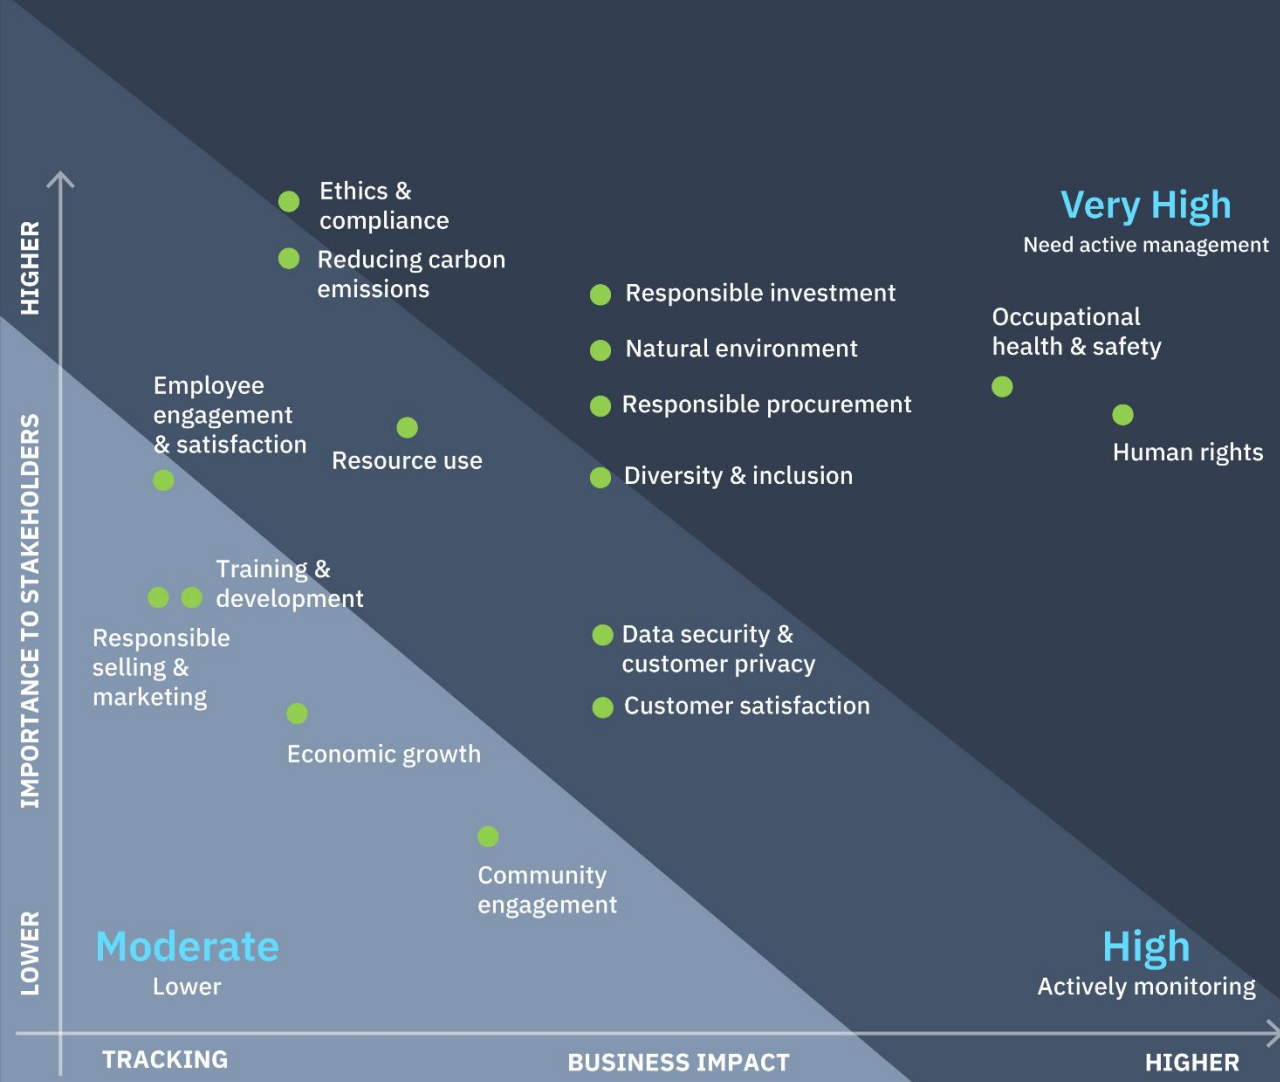 Ethics &
compliance
Reducing carbon
emissions
Very High
Need active management
Responsible investment
Natural environment
Responsible procurement
Diversity & inclusion
Occupational
health & safety
Human rights
Employee
engagement
& satisfaction
Resource use
Training &
development
Responsible
selling &
marketing
Data security &
customer privacy
Customer satisfaction
Economic growth
Community
engagement
Moderate
Lower
High
Actively monitoring
HIGHER
IMPORTANCE TO STAKEHOLDERS
LOWER
TRACKING
BUSINESS IMPACT
HIGHER